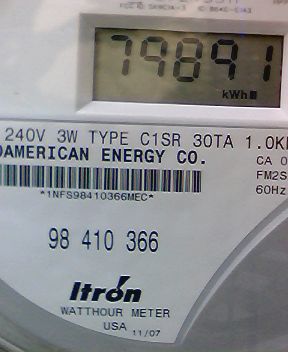 79891
kWh
240V 3W TYPE C1SR 30TA 1.0K
AMERICAN ENERGY CO.
CA 0
*1NFS98410366MEC*
FM2S
60Hz
98 410 366
Itron
WATTHOUR METER
USA 11/07